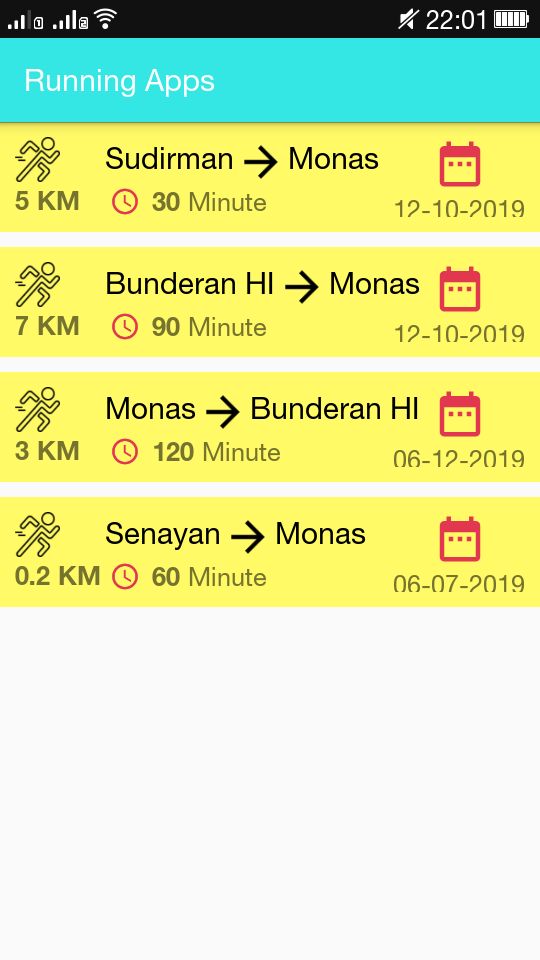 1 2 22:01
Running Apps
Sudirman → Monas
5 KM 30 Minute 12-10-2019
Bunderan HI → Monas
7 KM 90 Minute 12-10-2019
Monas → Bunderan HI
3 KM 120 Minute 06-12-2019
Senayan → Monas
0.2 KM 60 Minute 06-07-2019